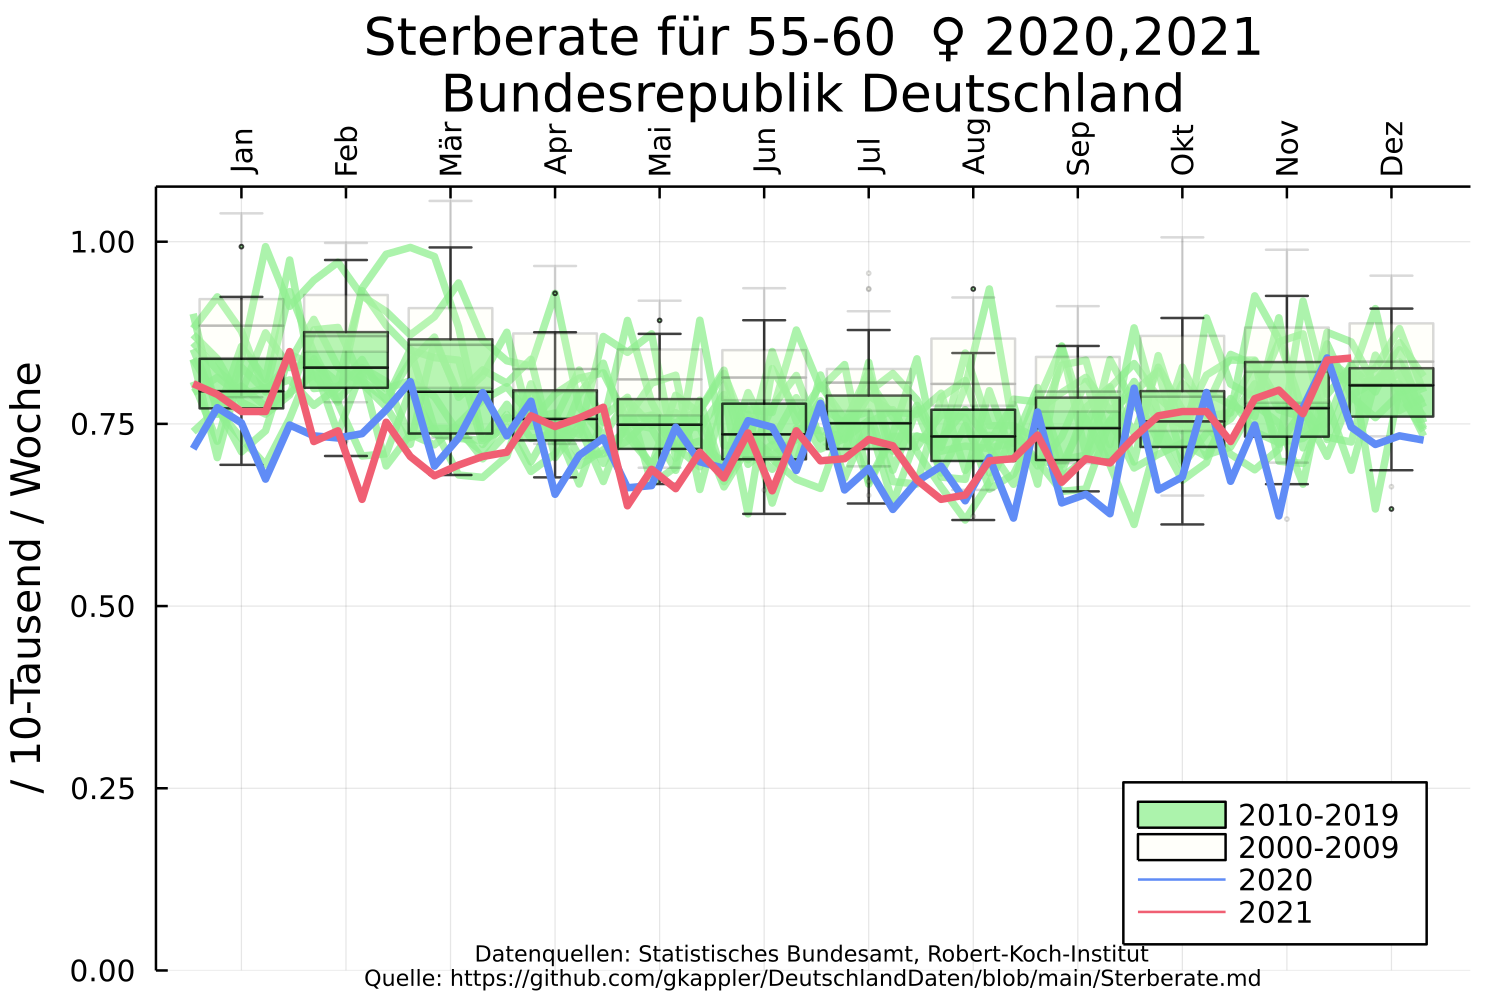 Sterberate für 55-60 ♀ 2020,2021
Bundesrepublik Deutschland
Jan
Feb
Mär
Apr
Mai
Jun
Jul
Aug
Sep
Okt
Nov
Dez
/ 10-Tausend / Woche
1.00
0.75
0.50
0.25
0.00
2010-2019
2000-2009
2020
2021
Datenquellen: Statistisches Bundesamt, Robert-Koch-Institut
Quelle: https://github.com/gkappler/DeutschlandDaten/blob/main/Sterberate.md